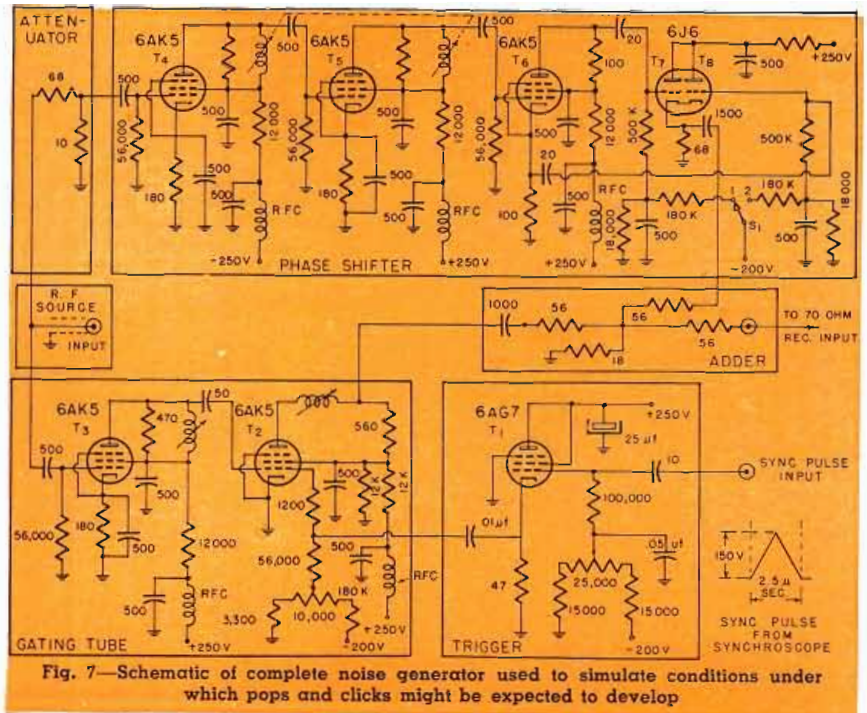 ATTEN-
UATOR
68
10
500
56,000
6AK5
T4
180
500
500
500
12000
RFC
-250V
500
6AK5
T5
56,000
180
500
500
500
12000
RFC
+250V
500
6AK5
T6
56,000
100
500
100
12000
20
500
RFC
+250V
20
6J6
T7
T8
500
+250V
1500
68
500K
500K
180K
1 2
S1
180K
18,000
500
500
18000
-200V
PHASE SHIFTER
R.F
SOURCE
INPUT
1000
56
56
56
18
TO 70 OHM
REC. INPUT
ADDER
6AK5
T3
500
56,000
180
500
470
50
500
12000
500
RFC
+250V
6AK5
T2
560
500
12K
12K
1200
56,000
500
3,300
10,000
180K
-200V
RFC
+250V
GATING TUBE
.01µf
6AG7
T1
47
25µf
+250V
10
100,000
.05 µf
25,000
15000
15000
-200V
TRIGGER
SYNC PULSE
INPUT
150V
2.5 µ
SEC.
SYNC PULSE
FROM
SYNCHROSCOPE
Fig. 7—Schematic of complete noise generator used to simulate conditions under
which pops and clicks might be expected to develop